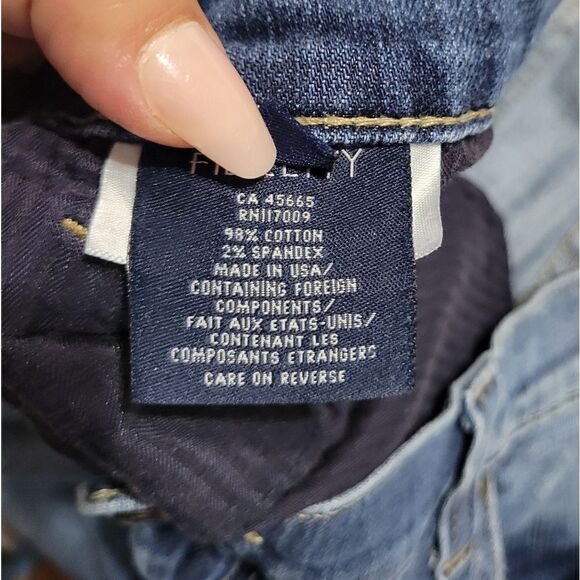 CA 45665
RN117009
98% COTTON
2% SPANDEX
MADE IN USA/
CONTAINING FOREIGN
COMPONENTS/
FAIT AUX ETATS-UNIS/
CONTENANT LES
COMPOSANTS ETRANGERS
CARE ON REVERSE